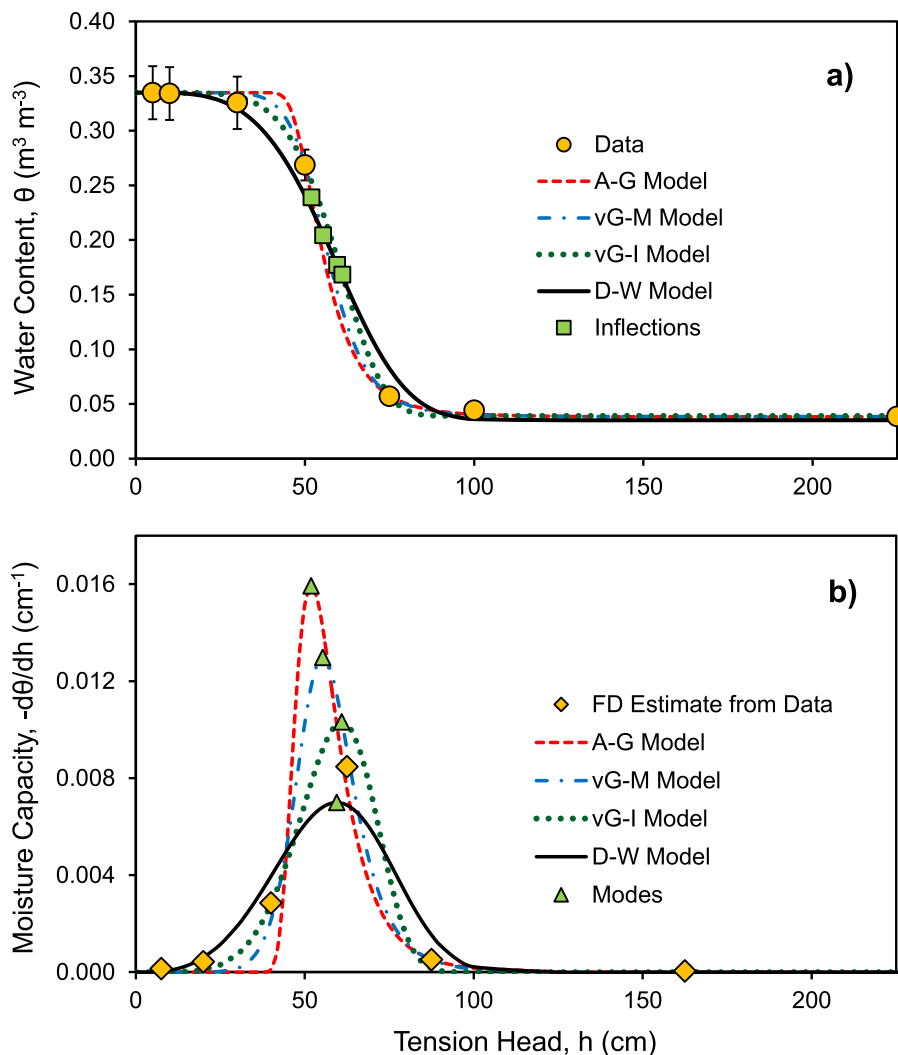 0.40
0.35
0.30
0.25
0.20
0.15
0.10
0.05
0.00
Water Content, θ (m³ m⁻³)
a)
Data
A-G Model
vG-M Model
vG-I Model
D-W Model
Inflections
0 50 100 150 200
0.016
0.012
0.008
0.004
0.000
Moisture Capacity, -dθ/dh (cm⁻¹)
b)
FD Estimate from Data
A-G Model
vG-M Model
vG-I Model
D-W Model
Modes
0 50 100 150 200
Tension Head, h (cm)